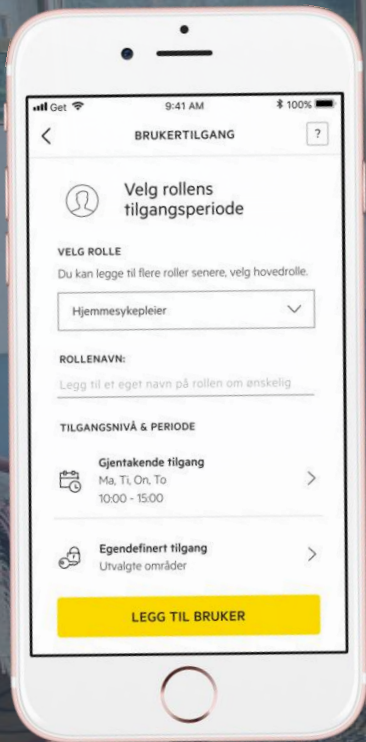 Get
9:41 AM
100%
BRUKERTILGANG
?
Velg rollens
tilgangsperiode
VELG ROLLE
Du kan legge til flere roller senere, velg hovedrolle.
Hjemmesykepleier
ROLLENAVN:
Legg til et eget navn på rollen om ønskelig
TILGANGSNIVÅ & PERIODE
Gjentakende tilgang
Ma, Ti, On, To
10:00 - 15:00
Egendefinert tilgang
Utvalgte områder
LEGG TIL BRUKER